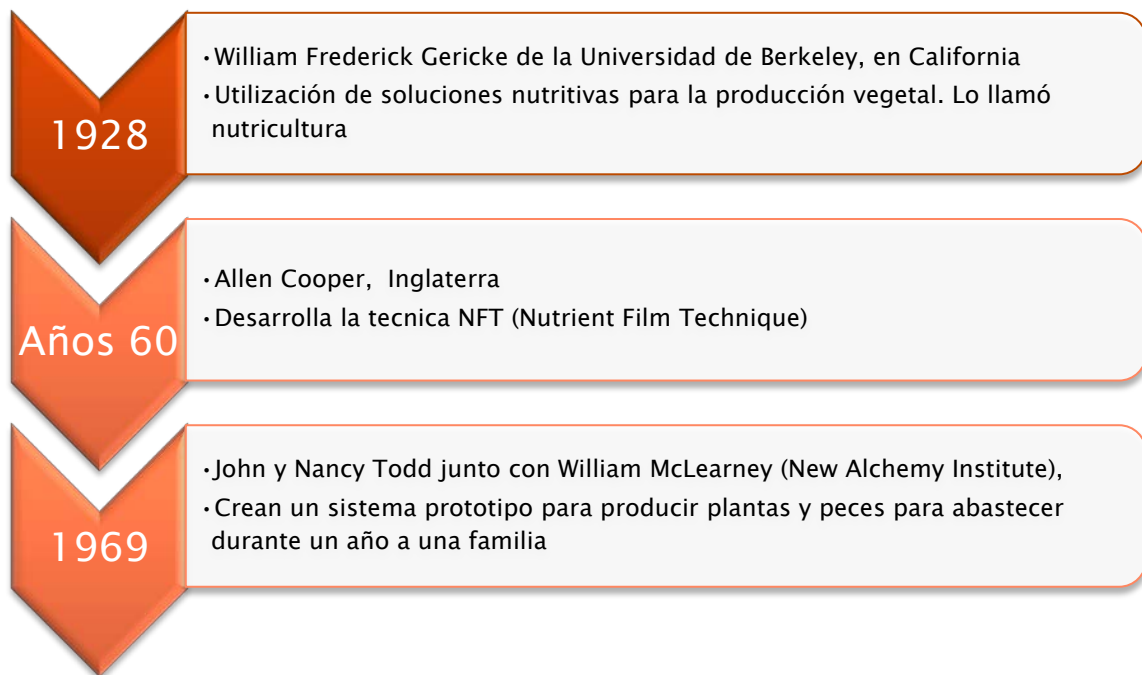 1928
·William Frederick Gericke de la Universidad de Berkeley, en California
·Utilización de soluciones nutritivas para la producción vegetal. Lo llamó
nutricultura
Años 60
·Allen Cooper, Inglaterra
·Desarrolla la tecnica NFT (Nutrient Film Technique)
1969
·John y Nancy Todd junto con William McLearney (New Alchemy Institute),
·Crean un sistema prototipo para producir plantas y peces para abastecer
durante un año a una familia